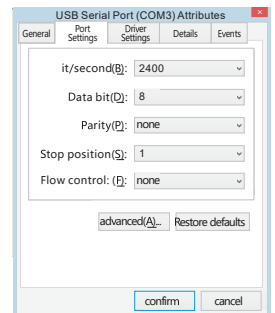 USB Serial Port (COM3) Attributes
General
Port Settings
Driver Settings
Details
Events
it/second(B): 2400
Data bit(D): 8
Parity(P): none
Stop position(S): 1
Flow control: (F): none
advanced(A)... Restore defaults
confirm cancel